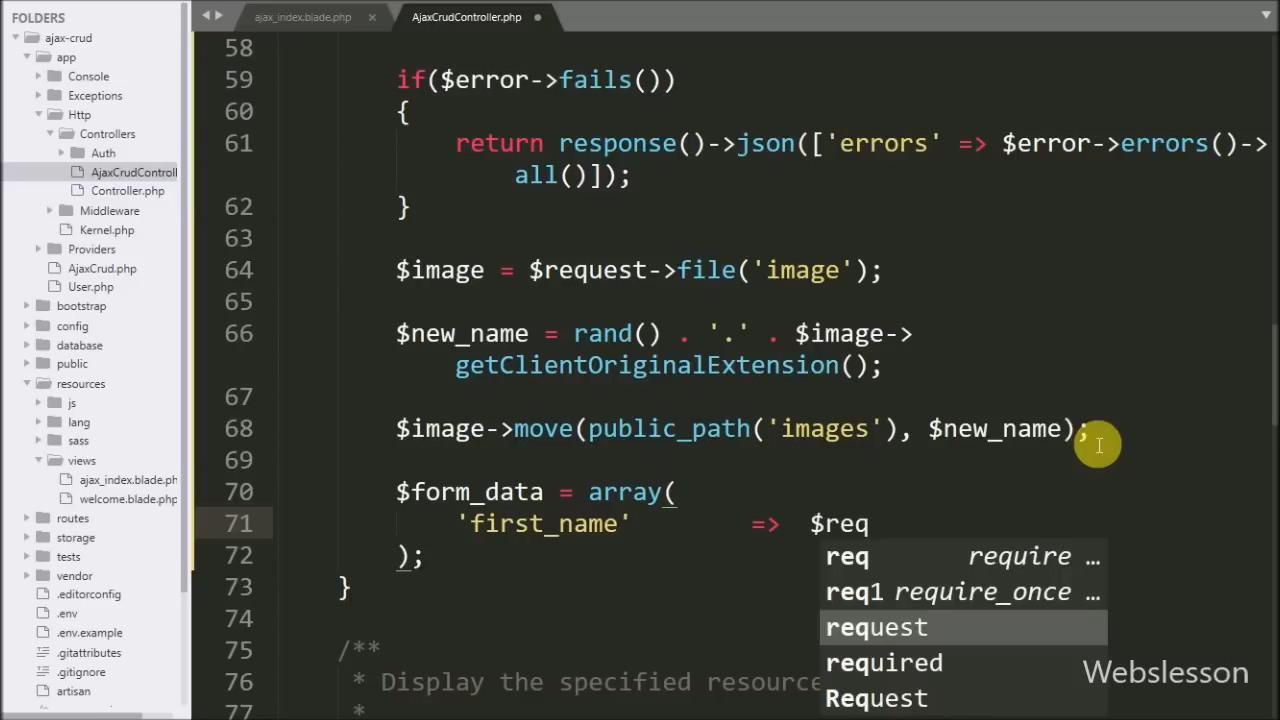 FOLDERS
ajax-crud
app
Console
Exceptions
Http
Controllers
Auth
AjaxCrudControll
Controller.php
Middleware
Kernel.php
Providers
AjaxCrud.php
User.php
bootstrap
config
database
public
resources
js
lang
sass
views
ajax_index.blade.ph
welcome.blade.php
routes
storage
tests
vendor
.editorconfig
.env
.env.example
.gitattributes
.gitignore
artisan
ajax_index.blade.php
AjaxCrudController.php
58
59 if($error->fails())
60 {
61 return response()->json(['errors' => $error->errors()->
all()]);
62 }
63
64 $image = $request->file('image');
65
66 $new_name = rand() . '.' . $image->
getClientOriginalExtension();
67
68 $image->move(public_path('images'), $new_name);
69
70 $form_data = array(
71 'first_name' => $req
72 );
73 }
74
75 /**
76 * Display the specified resource
77 *
req require …
req1 require_once …
request
required
Request
Webslesson